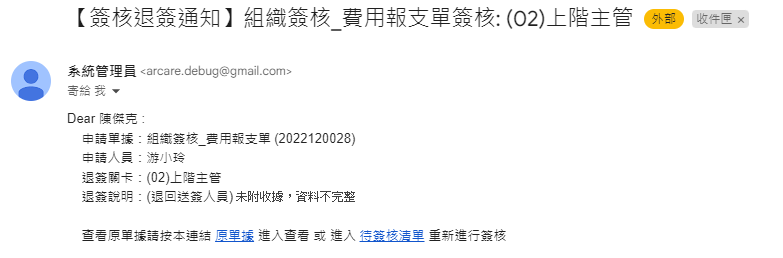 【簽核退簽通知】組織簽核_費用報支單簽核: (02)上階主管 外部 收件匣 ×
系統管理員 <arcare.debug@gmail.com>
寄給 我
Dear 陳傑克 :
申請單據 : 組織簽核_費用報支單 (2022120028)
申請人員 : 游小玲
退簽關卡 : (02)上階主管
退簽說明 : (退回送簽人員) 未附收據，資料不完整
查看原單據請按本連結 原單據 進入查看 或 進入 待簽核清單 重新進行簽核